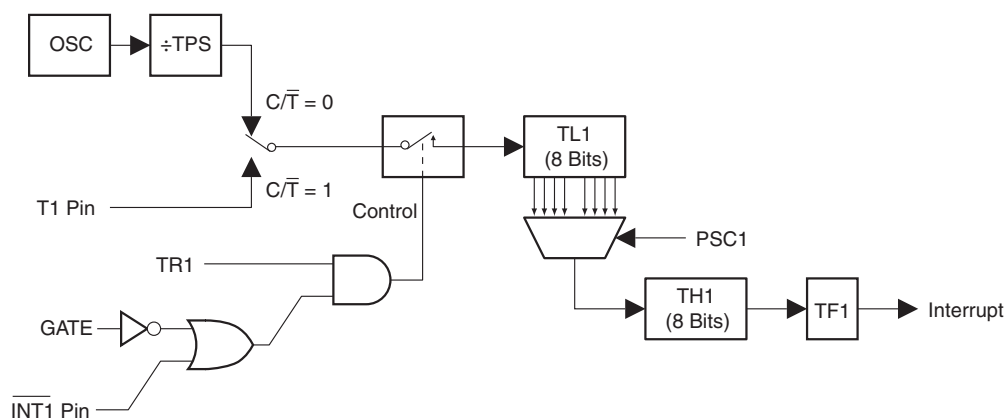 OSC
÷TPS
C/T̅ = 0
C/T̅ = 1
T1 Pin
Control
TL1
(8 Bits)
PSC1
TR1
TH1
(8 Bits)
TF1
Interrupt
GATE
I̅N̅T̅1̅ Pin